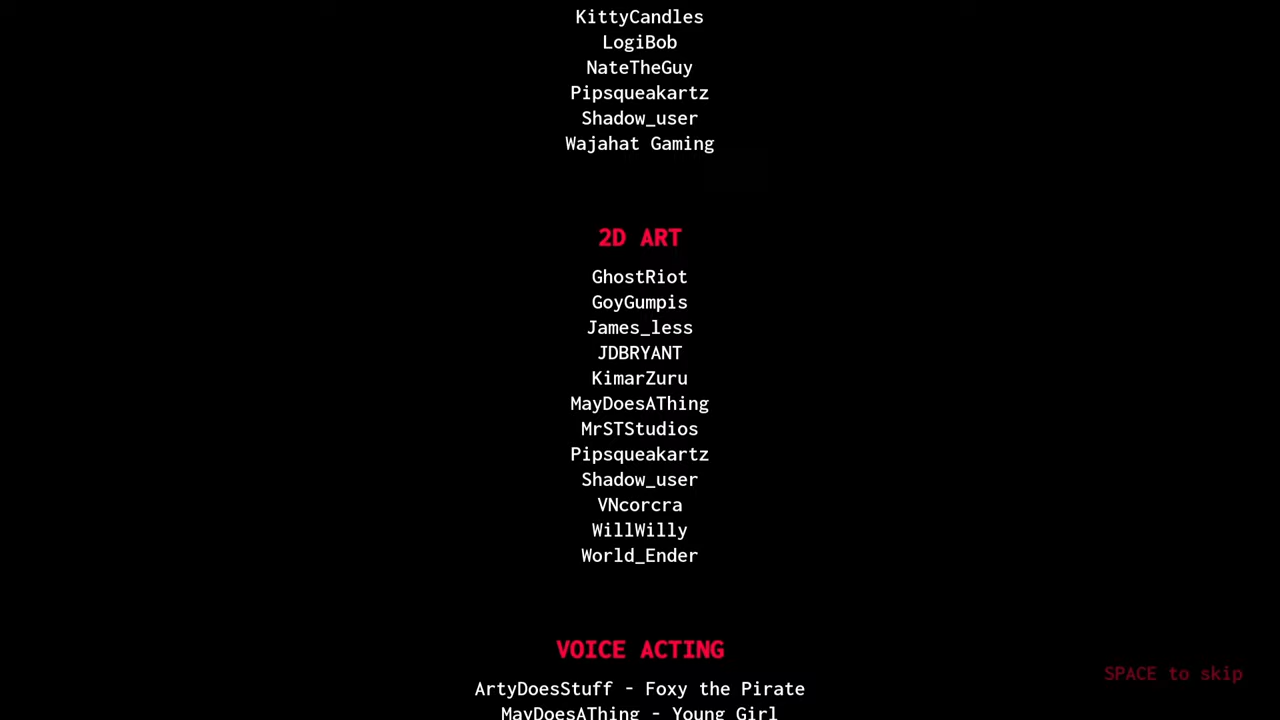 KittyCandles
LogiBob
NateTheGuy
Pipsqueakartz
Shadow_user
Wajahat Gaming
2D ART
GhostRiot
GoyGumpis
James_less
JDBRYANT
KimarZuru
MayDoesAThing
MrSTStudios
Pipsqueakartz
Shadow_user
VNcorcra
WillWilly
World_Ender
VOICE ACTING
SPACE to skip
ArtyDoesStuff - Foxy the Pirate
MayDoesAThing - Young Girl